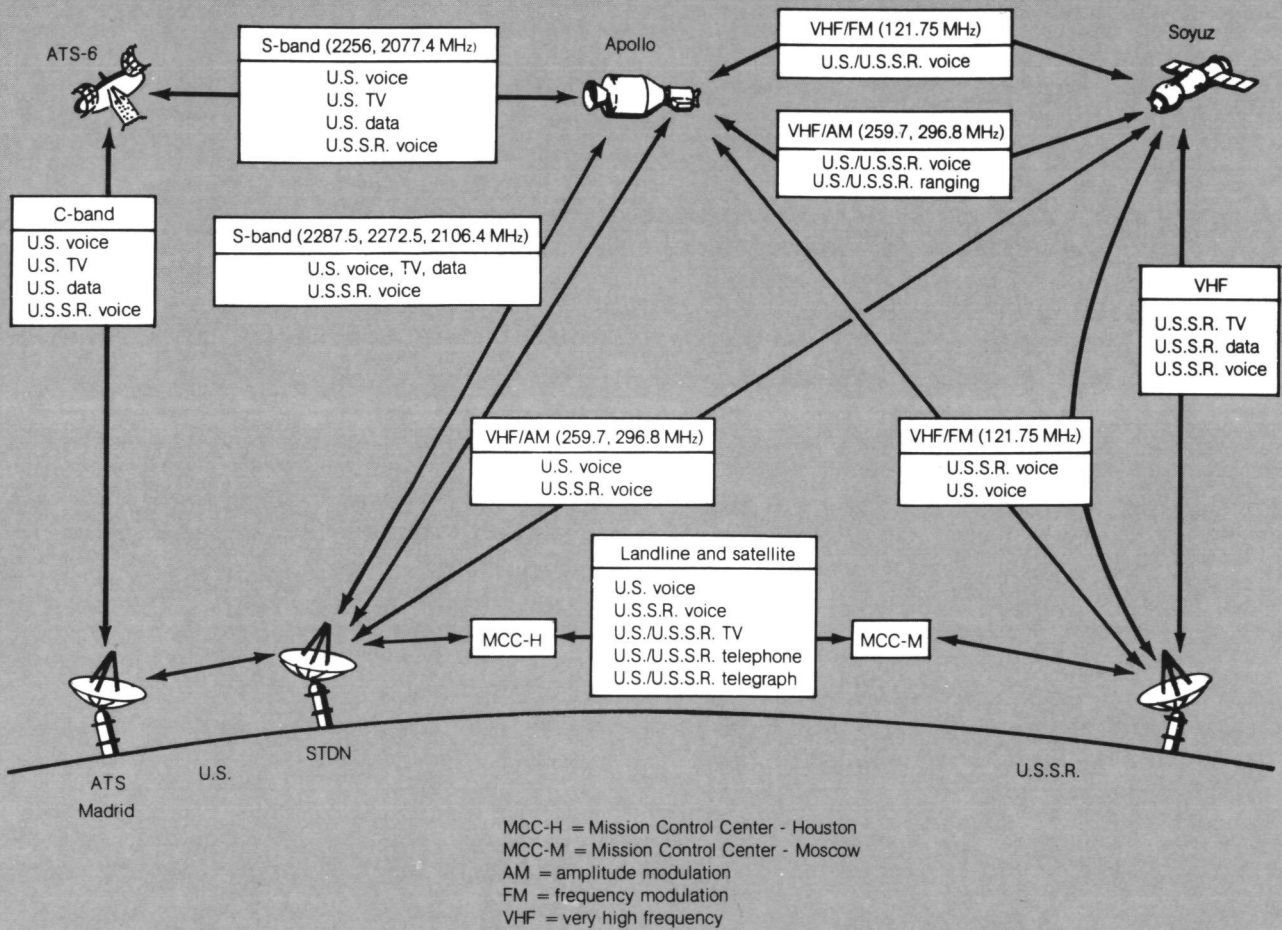 ATS-6
S-band (2256, 2077.4 MHz)
U.S. voice
U.S. TV
U.S. data
U.S.S.R. voice
Apollo
VHF/FM (121.75 MHz)
U.S./U.S.S.R. voice
Soyuz
VHF/AM (259.7, 296.8 MHz)
U.S./U.S.S.R. voice
U.S./U.S.S.R. ranging
C-band
U.S. voice
U.S. TV
U.S. data
U.S.S.R. voice
S-band (2287.5, 2272.5, 2106.4 MHz)
U.S. voice, TV, data
U.S.S.R. voice
VHF
U.S.S.R. TV
U.S.S.R. data
U.S.S.R. voice
VHF/AM (259.7, 296.8 MHz)
U.S. voice
U.S.S.R. voice
VHF/FM (121.75 MHz)
U.S.S.R. voice
U.S. voice
Landline and satellite
U.S. voice
U.S.S.R. voice
U.S./U.S.S.R. TV
U.S./U.S.S.R. telephone
U.S./U.S.S.R. telegraph
MCC-H
MCC-M
ATS
Madrid
U.S.
STDN
U.S.S.R.
MCC-H = Mission Control Center - Houston
MCC-M = Mission Control Center - Moscow
AM = amplitude modulation
FM = frequency modulation
VHF = very high frequency